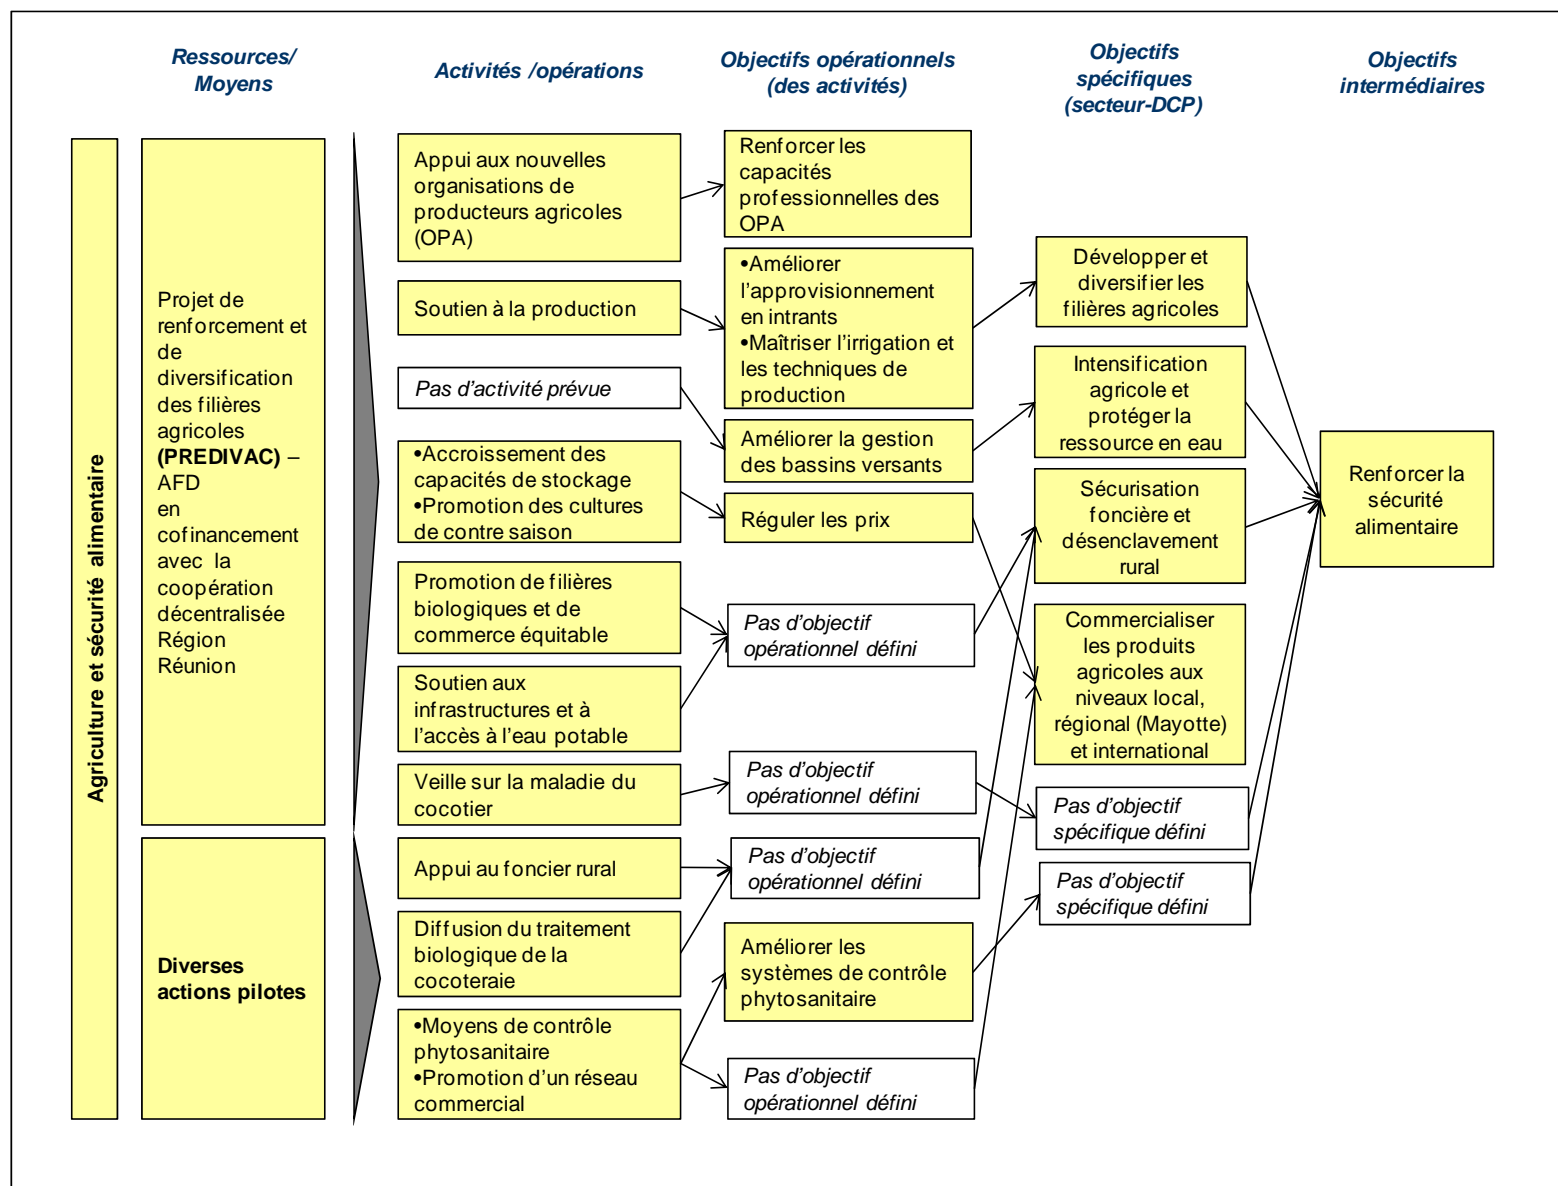 Ressources/
Moyens
Activités /opérations
Objectifs opérationnels
(des activités)
Objectifs
spécifiques
(secteur-DCP)
Objectifs
intermédiaires
Agriculture et sécurité alimentaire
Projet de
renforcement et
de
diversification
des filières
agricoles
(PREDIVAC) –
AFD
en
cofinancement
avec la
coopération
décentralisée
Région
Réunion
Diverses
actions pilotes
Appui aux nouvelles
organisations de
producteurs agricoles
(OPA)
Soutien à la production
Pas d’activité prévue
•Accroissement des
capacités de stockage
•Promotion des cultures
de contre saison
Promotion de filières
biologiques et de
commerce équitable
Soutien aux
infrastructures et à
l’accès à l’eau potable
Veille sur la maladie du
cocotier
Appui au foncier rural
Diffusion du traitement
biologique de la
cocoteraie
•Moyens de contrôle
phytosanitaire
•Promotion d’un réseau
commercial
Renforcer les
capacités
professionnelles des
OPA
•Améliorer
l’approvisionnement
en intrants
•Maîtriser l’irrigation et
les techniques de
production
Améliorer la gestion
des bassins versants
Réguler les prix
Pas d’objectif
opérationnel défini
Pas d’objectif
opérationnel défini
Pas d’objectif
opérationnel défini
Améliorer les
systèmes de contrôle
phytosanitaire
Pas d’objectif
opérationnel défini
Développer et
diversifier les
filières agricoles
Intensification
agricole et
protéger la
ressource en eau
Sécurisation
foncière et
désenclavement
rural
Commercialiser
les produits
agricoles aux
niveaux local,
régional (Mayotte)
et international
Pas d’objectif
spécifique défini
Pas d’objectif
spécifique défini
Renforcer la
sécurité
alimentaire